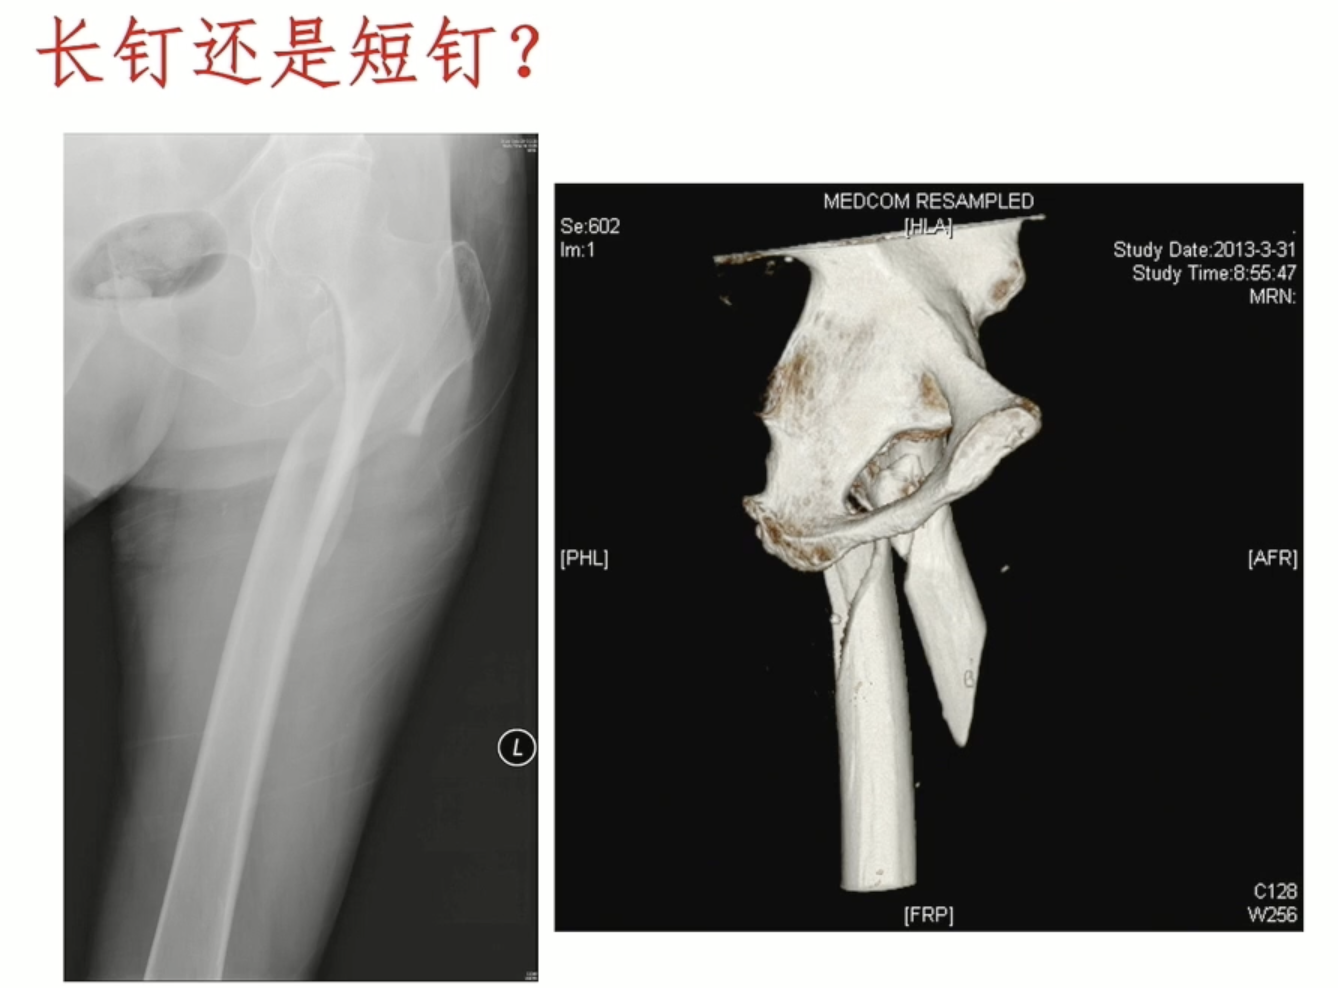 长钉还是短钉?
L
MEDCOM RESAMPLED
[HLA]
Se:602
Im:1
Study Date:2013-3-31
Study Time:8:55:47
MRN:
[PHL]
[AFR]
[FRP]
C128
W256